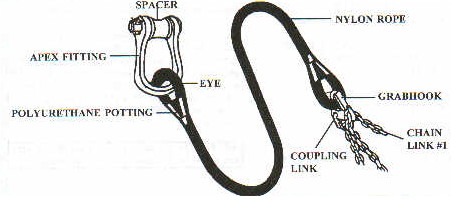 SPACER
NYLON ROPE
APEX FITTING
EYE
GRABHOOK
POLYURETHANE POTTING
CHAIN
LINK #1
COUPLING
LINK